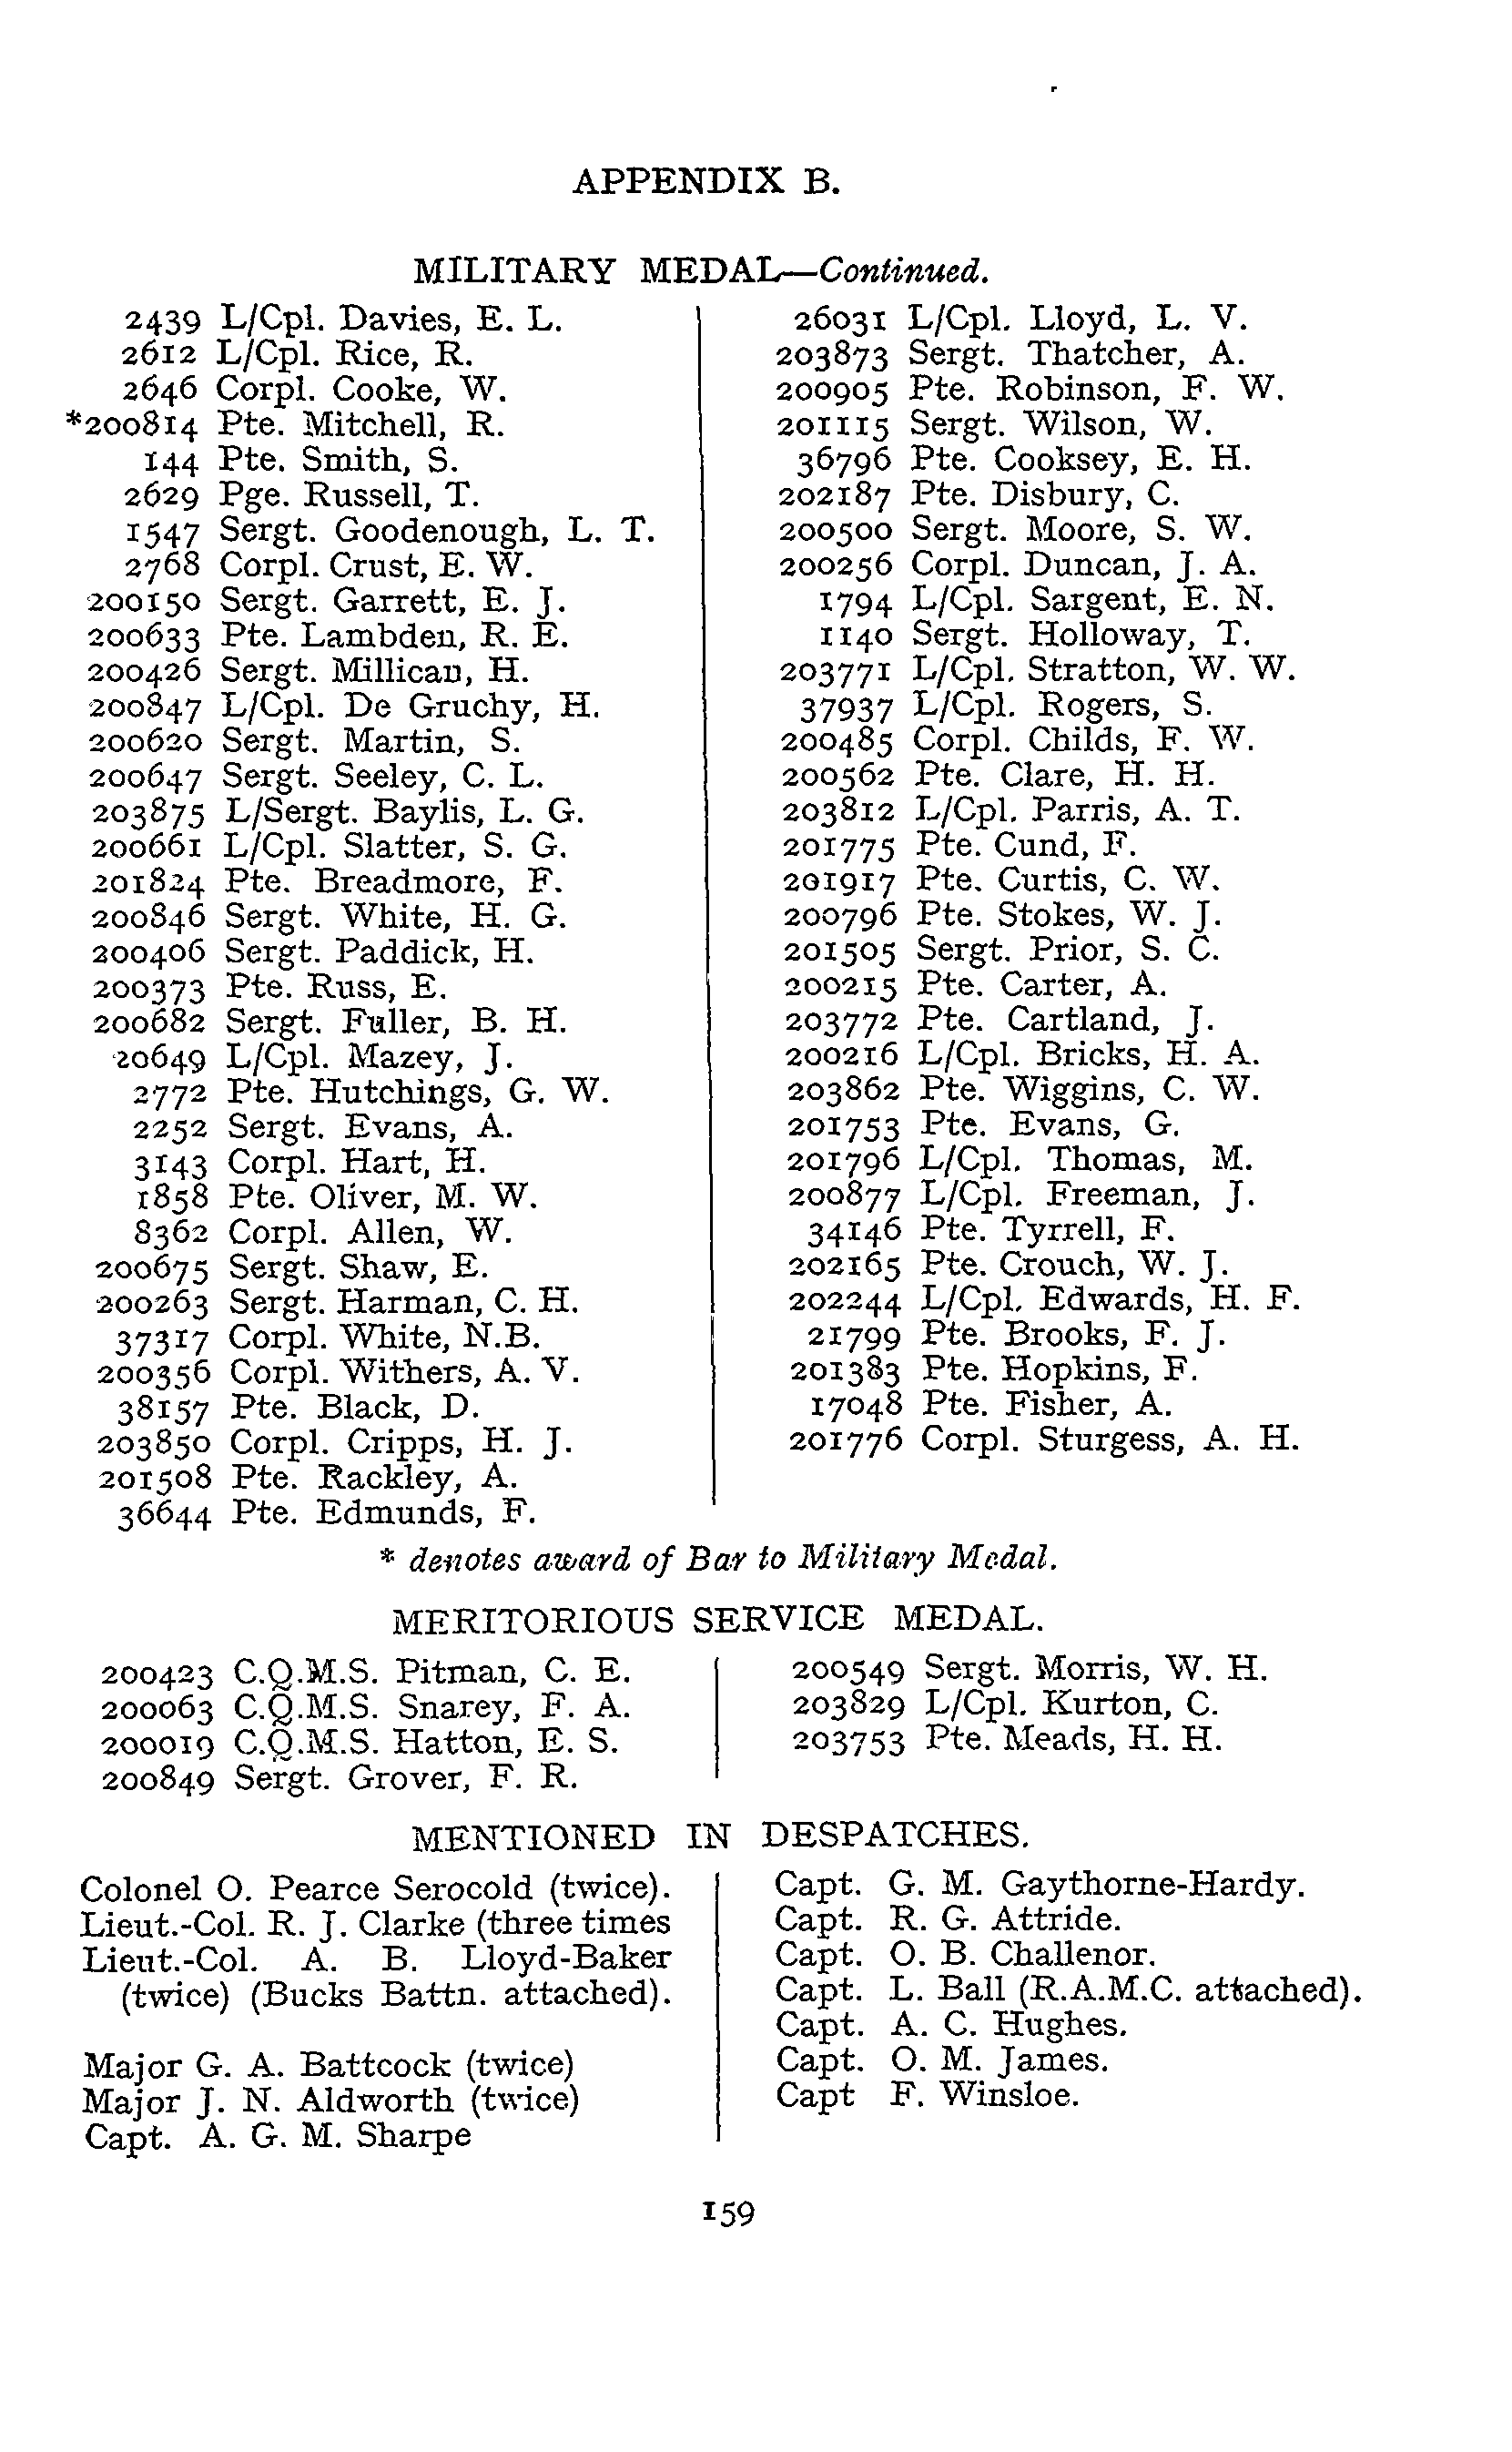 APPENDIX B.
MILITARY MEDAL—Continued.
2439 L/Cpl. Davies, E. L.
2612 L/Cpl. Rice, R.
2646 Corpl. Cooke, W.
*200814 Pte. Mitchell, R.
144 Pte. Smith, S.
2629 Pge. Russell, T.
1547 Sergt. Goodenough, L. T.
2768 Corpl. Crust, E. W.
200150 Sergt. Garrett, E. J.
200633 Pte. Lambden, R. E.
200426 Sergt. Millican, H.
200847 L/Cpl. De Gruchy, H.
200620 Sergt. Martin, S.
200647 Sergt. Seeley, C. L.
203875 L/Sergt. Baylis, L. G.
200661 L/Cpl. Slatter, S. G.
201824 Pte. Breadmore, F.
200846 Sergt. White, H. G.
200406 Sergt. Paddick, H.
200373 Pte. Russ, E.
200682 Sergt. Fuller, B. H.
20649 L/Cpl. Mazey, J.
2772 Pte. Hutchings, G. W.
2252 Sergt. Evans, A.
3143 Corpl. Hart, H.
1858 Pte. Oliver, M. W.
8362 Corpl. Allen, W.
200675 Sergt. Shaw, E.
200263 Sergt. Harman, C. H.
37317 Corpl. White, N.B.
200356 Corpl. Withers, A. V.
38157 Pte. Black, D.
203850 Corpl. Cripps, H. J.
201508 Pte. Rackley, A.
36644 Pte. Edmunds, F.
26031 L/Cpl. Lloyd, L. V.
203873 Sergt. Thatcher, A.
200905 Pte. Robinson, F. W.
201115 Sergt. Wilson, W.
36796 Pte. Cooksey, E. H.
202187 Pte. Disbury, C.
200500 Sergt. Moore, S. W.
200256 Corpl. Duncan, J. A.
1794 L/Cpl. Sargent, E. N.
1140 Sergt. Holloway, T.
203771 L/Cpl. Stratton, W. W.
37937 L/Cpl. Rogers, S.
200485 Corpl. Childs, F. W.
200562 Pte. Clare, H. H.
203812 L/Cpl. Parris, A. T.
201775 Pte. Cund, F.
201917 Pte. Curtis, C. W.
200796 Pte. Stokes, W. J.
201505 Sergt. Prior, S. C.
200215 Pte. Carter, A.
203772 Pte. Cartland, J.
200216 L/Cpl. Bricks, H. A.
203862 Pte. Wiggins, C. W.
201753 Pte. Evans, G.
201796 L/Cpl. Thomas, M.
200877 L/Cpl. Freeman, J.
34146 Pte. Tyrrell, F.
202165 Pte. Crouch, W. J.
202244 L/Cpl. Edwards, H. F.
21799 Pte. Brooks, F. J.
201383 Pte. Hopkins, F.
17048 Pte. Fisher, A.
201776 Corpl. Sturgess, A. H.
* denotes award of Bar to Military Medal.
MERITORIOUS SERVICE MEDAL.
200423 C.Q.M.S. Pitman, C. E.
200063 C.Q.M.S. Snarey, F. A.
200019 C.Q.M.S. Hatton, E. S.
200849 Sergt. Grover, F. R.
200549 Sergt. Morris, W. H.
203829 L/Cpl. Kurton, C.
203753 Pte. Meads, H. H.
MENTIONED IN DESPATCHES.
Colonel O. Pearce Serocold (twice).
Lieut.-Col. R. J. Clarke (three times
Lieut.-Col. A. B. Lloyd-Baker
(twice) (Bucks Battn. attached).
Major G. A. Battcock (twice)
Major J. N. Aldworth (twice)
Capt. A. G. M. Sharpe
Capt. G. M. Gaythorne-Hardy.
Capt. R. G. Attride.
Capt. O. B. Challenor.
Capt. L. Ball (R.A.M.C. attached).
Capt. A. C. Hughes.
Capt. O. M. James.
Capt F. Winsloe.
159